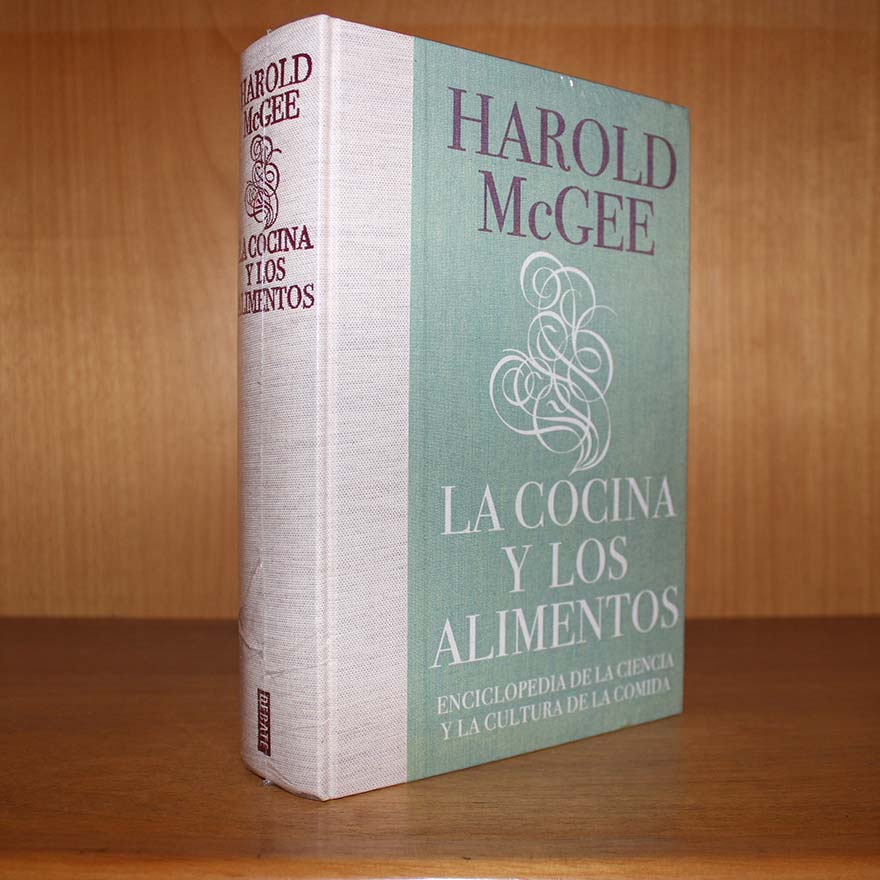 HAROLD
McGEE
LA COCINA
Y LOS
ALIMENTOS
DEBATE
HAROLD
McGEE
LA COCINA
Y LOS
ALIMENTOS
ENCICLOPEDIA DE LA CIENCIA
Y LA CULTURA DE LA COMIDA